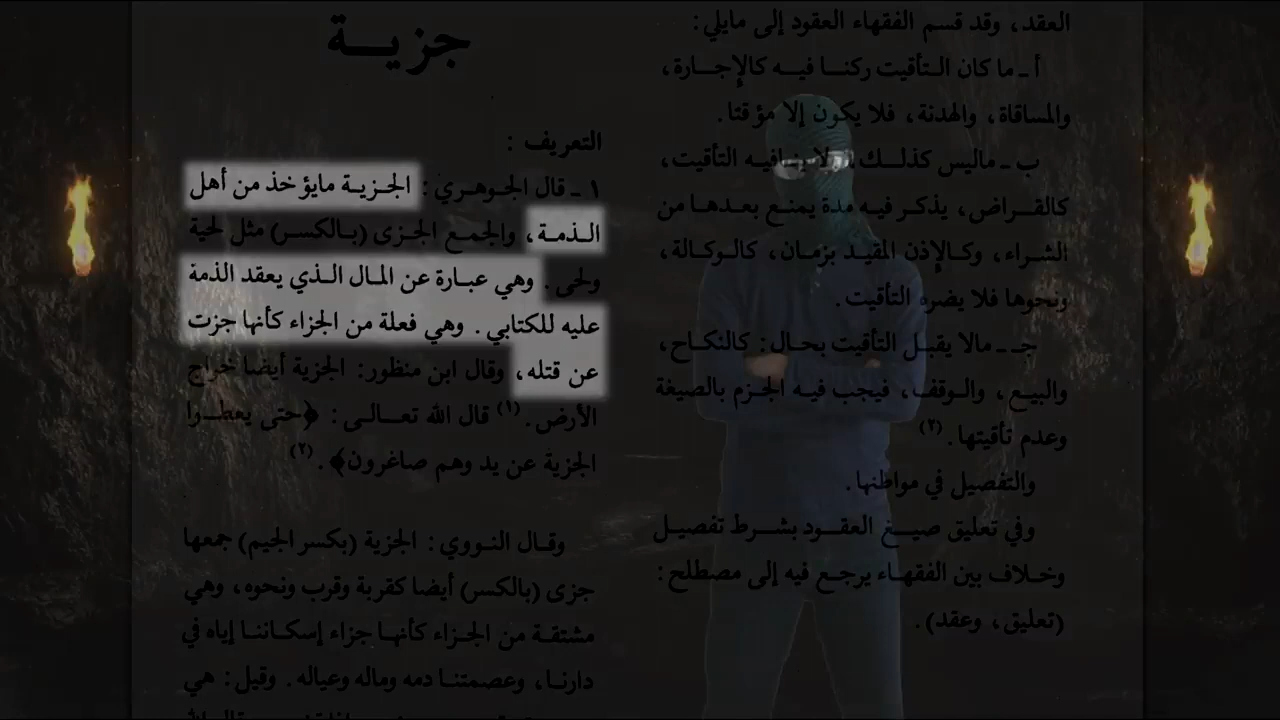 العقد، وقد قسم الفقهاء العقود إلى مايلي:
أ ـ ما كان التأقيت ركنا فيه كالإجارة،
والمساقاة، والهدنة، فلا يكون إلا مؤقتا.
ب ـ ماليس كذلك، ولا ينافيه التأقيت،
كالقراض، يذكر فيه مدة يمنع بعدها من
الشراء، وكالإذن المقيد بزمان، كالوكالة،
ونحوها فلا يضره التأقيت.
جـ ـ مالا يقبل التأقيت بحال: كالنكاح،
والبيع، والوقف، فيجب فيه الجزم بالصيغة
وعدم تأقيتها. (٢)
والتفصيل في مواطنها.
وفي تعليق صيغ العقود بشرط تفصيل
وخلاف بين الفقهاء يرجع فيه إلى مصطلح:
(تعليق، وعقد).
جزية
التعريف:
١ ـ قال الجوهري: الجزية مايؤخذ من أهل
الذمة، والجمع الجزى (بالكسر) مثل لحية
ولحى. وهي عبارة عن المال الذي يعقد الذمة
عليه للكتابي. وهي فعلة من الجزاء كأنها جزت
عن قتله، وقال ابن منظور: الجزية أيضا خراج
الأرض. (١) قال الله تعالى: ﴿حتى يعطوا
الجزية عن يد وهم صاغرون﴾. (٢)
وقال النووي: الجزية (بكسر الجيم) جمعها
جزى (بالكسر) أيضا كقربة وقرب ونحوه، وهي
مشتقة من الجزاء كأنها جزاء إسكاننا إياه في
دارنا، وعصمتنا دمه وماله وعياله. وقيل: هي